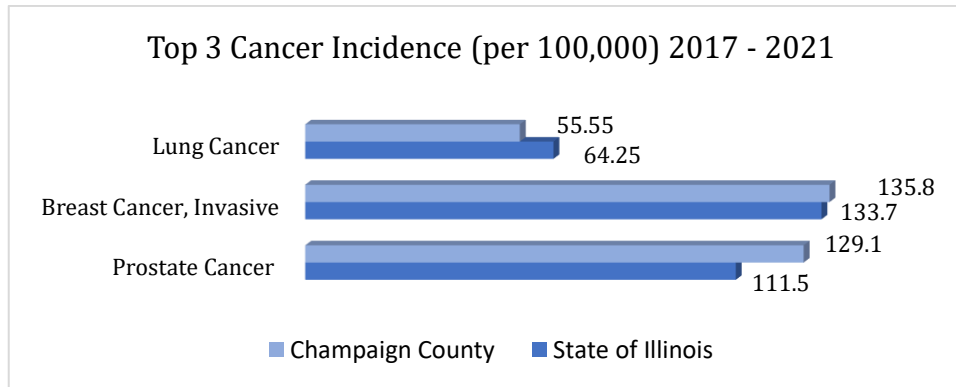 Top 3 Cancer Incidence (per 100,000) 2017 - 2021
Lung Cancer
55.55
64.25
Breast Cancer, Invasive
135.8
133.7
Prostate Cancer
129.1
111.5
Champaign County
State of Illinois